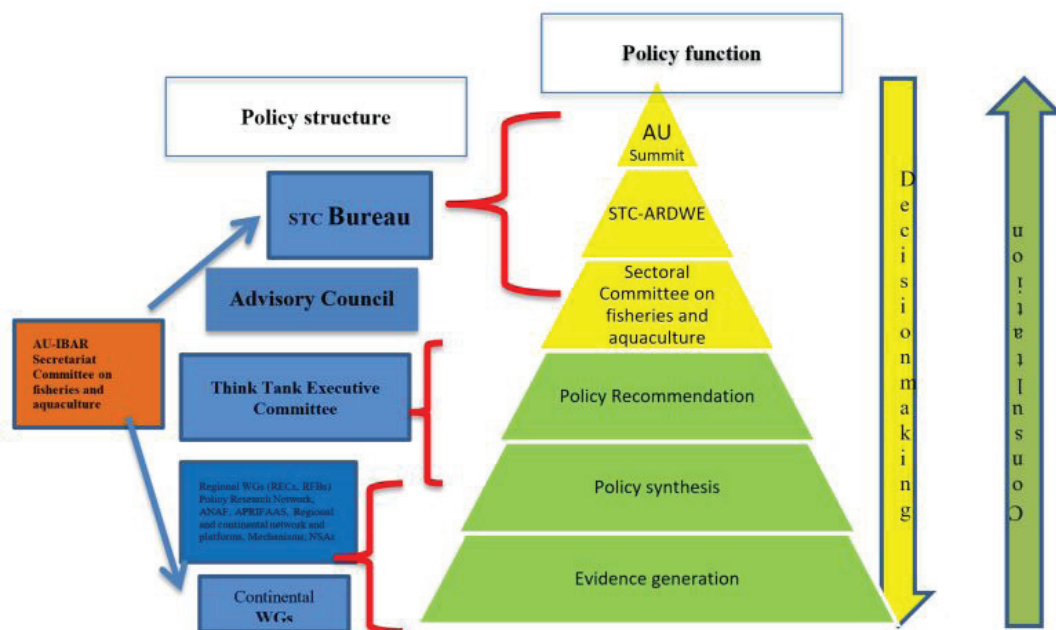 Policy function
Policy structure
AU
Summit
STC Bureau
STC-ARDWE
Advisory Council
Sectoral
Committee on
fisheries and
aquaculture
AU-IBAR
Secretariat
Committee on
fisheries and
aquaculture
Think Tank Executive
Committee
Policy Recommendation
Regional WGs (RECs, RFBs)
Policy Research Network,
ANAF, APRIFAAS, Regional
and continental network and
platforms, Mechanisms, NSAs
Policy synthesis
Continental
WGs
Evidence generation
Decisionmaking
Consultation